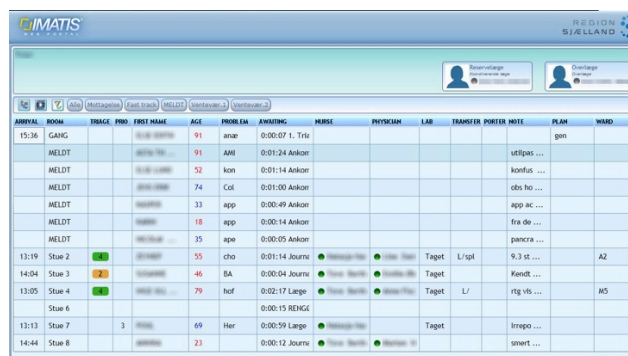 IMATIS
WEB PORTAL
REGION
SJÆLLAND
Reservelæge
Koordinerende læge
Overlæge
Overlæge
Alle Mottagelse Fast track MELDT Ventevær.1 Ventevær.2
ARRIVAL ROOM TRIAGE PRIO FIRST NAME AGE PROBLEM AWAITING NURSE PHYSICIAN LAB TRANSFER PORTER NOTE PLAN WARD
15:36 GANG 91 anæ 0:00:07 1. Tria gen
MELDT 91 AMI 0:01:24 Ankom utilpas ...
MELDT 52 kon 0:01:14 Ankom konfus ...
MELDT 74 Col 0:01:00 Ankom obs ho ...
MELDT 33 app 0:00:49 Ankom app ac ...
MELDT 18 app 0:00:14 Ankom fra de ...
MELDT 35 ape 0:00:05 Ankom pancra ...
13:19 Stue 2 4 55 cho 0:01:14 Journa Taget L/spl 9.3 st ... A2
14:04 Stue 3 2 46 BA 0:00:04 Journa Taget Kendt ...
13:05 Stue 4 4 79 hof 0:02:17 Læge Taget L/ rtg vis ... M5
Stue 6 0:00:15 RENGØ
13:13 Stue 7 3 69 Her 0:00:59 Læge Taget Irrepo ...
14:44 Stue 8 23 0:00:12 Journa smert ...